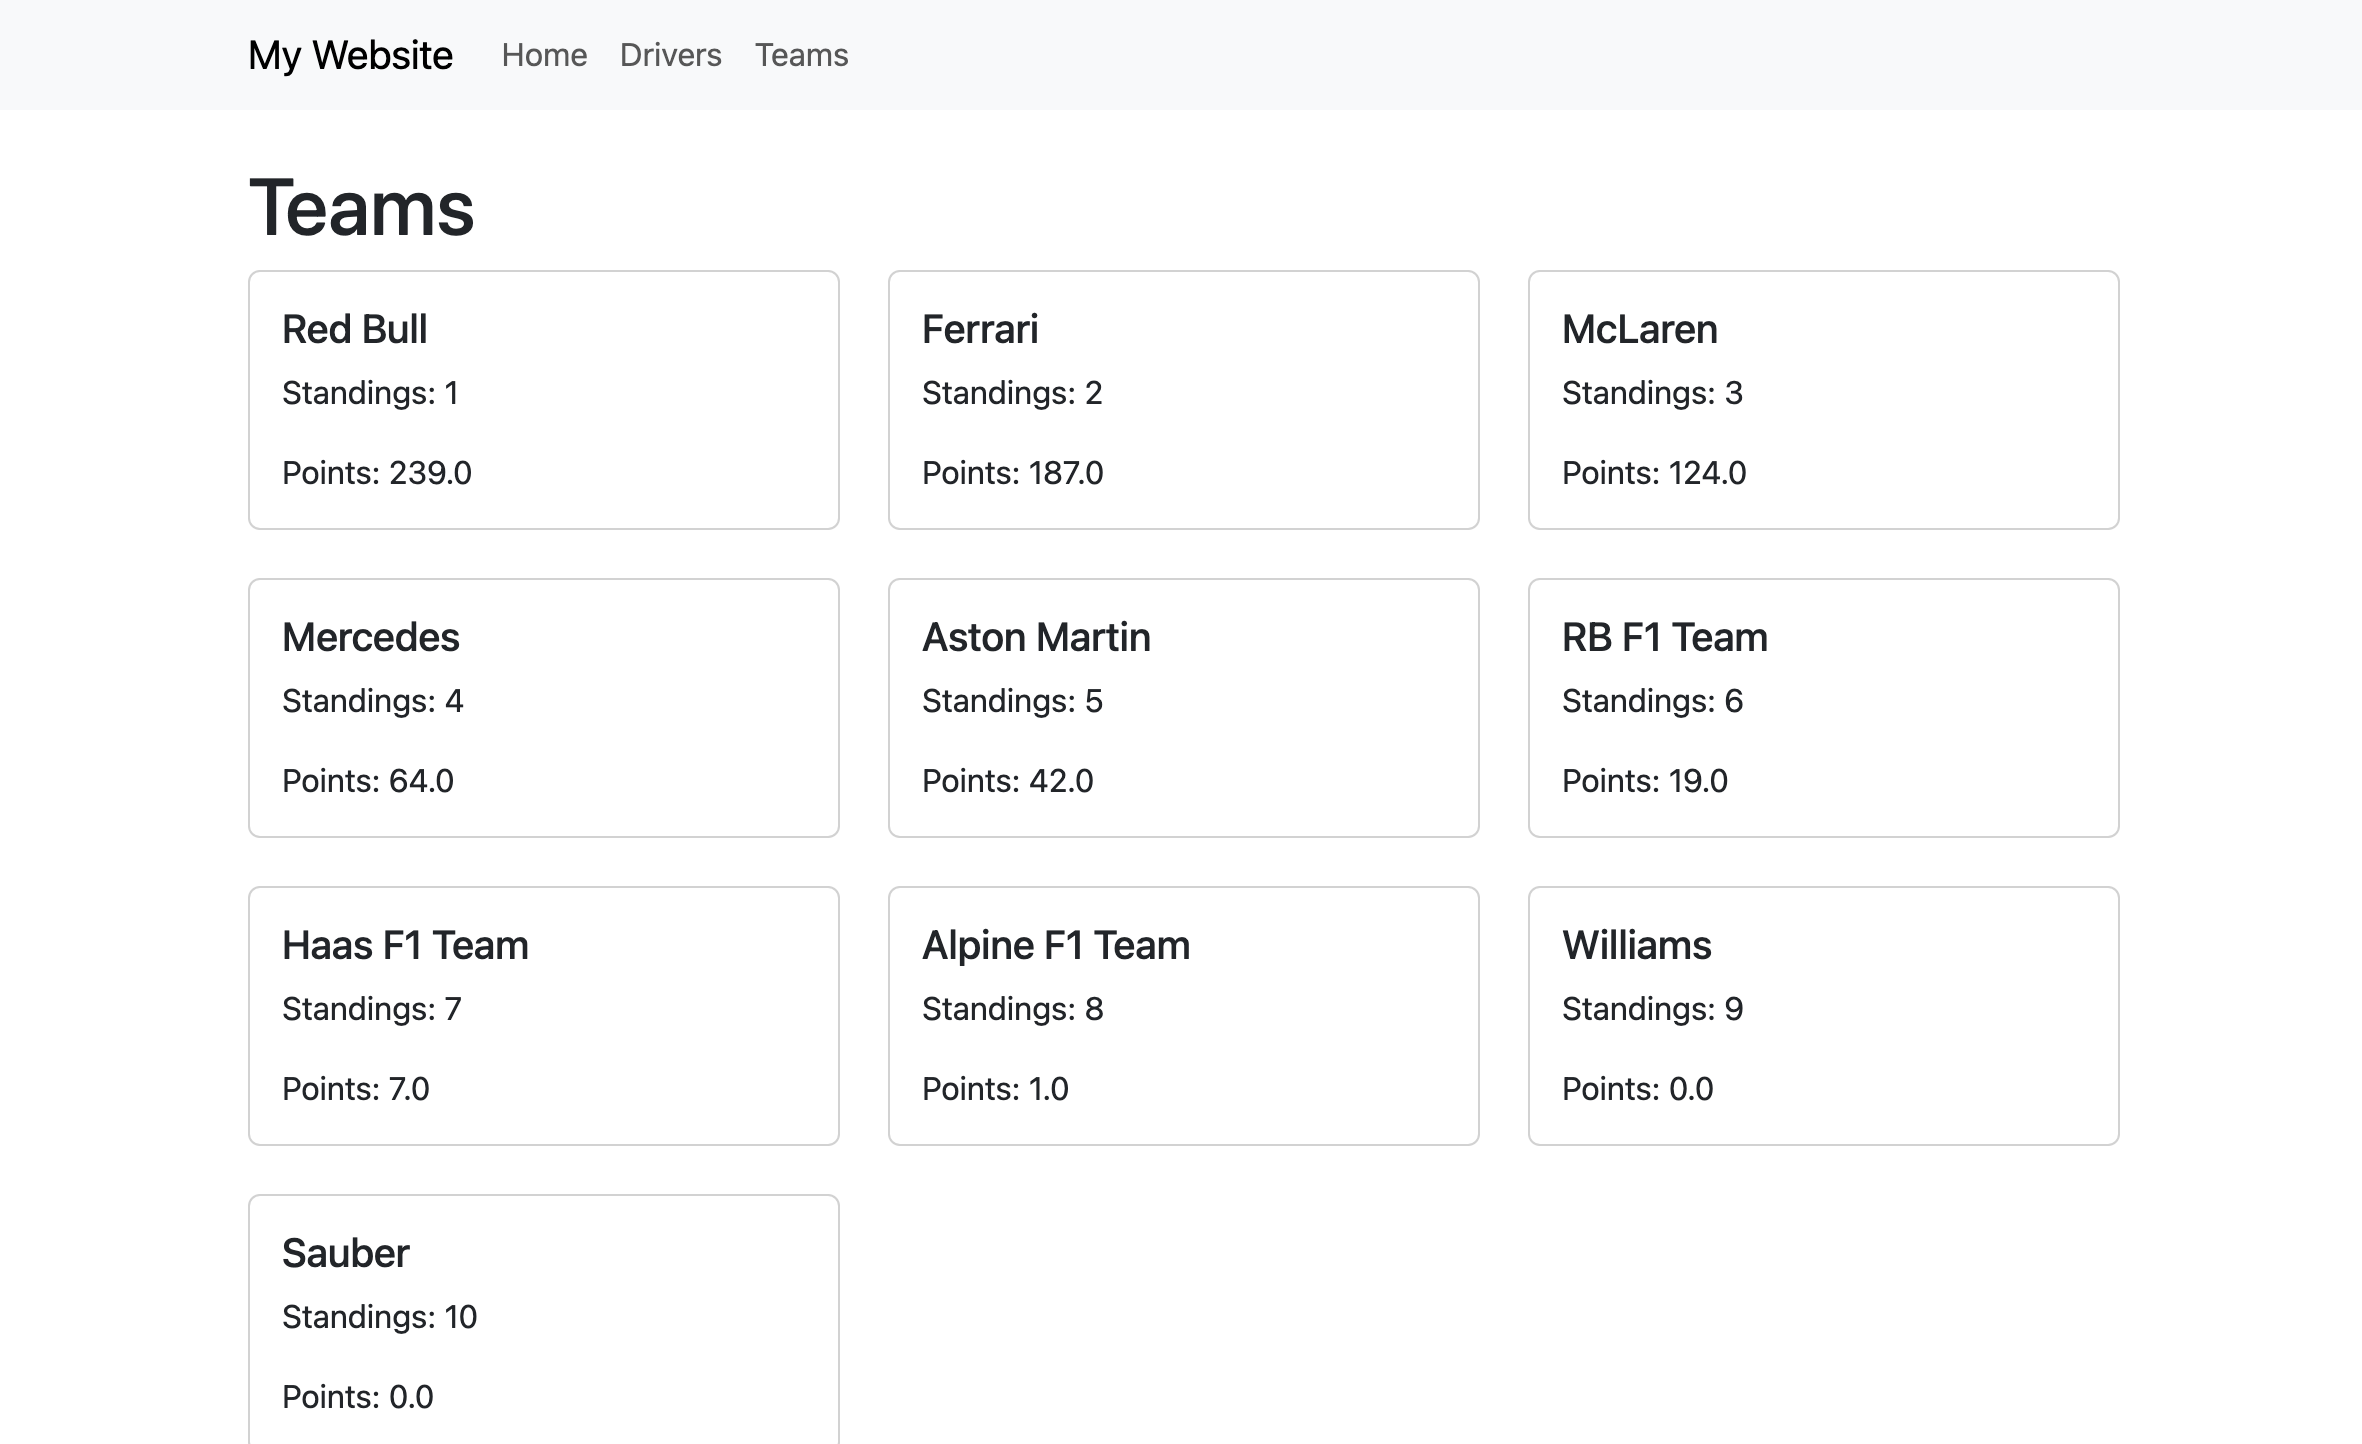 My Website Home Drivers Teams
Teams
Red Bull
Standings: 1
Points: 239.0
Ferrari
Standings: 2
Points: 187.0
McLaren
Standings: 3
Points: 124.0
Mercedes
Standings: 4
Points: 64.0
Aston Martin
Standings: 5
Points: 42.0
RB F1 Team
Standings: 6
Points: 19.0
Haas F1 Team
Standings: 7
Points: 7.0
Alpine F1 Team
Standings: 8
Points: 1.0
Williams
Standings: 9
Points: 0.0
Sauber
Standings: 10
Points: 0.0